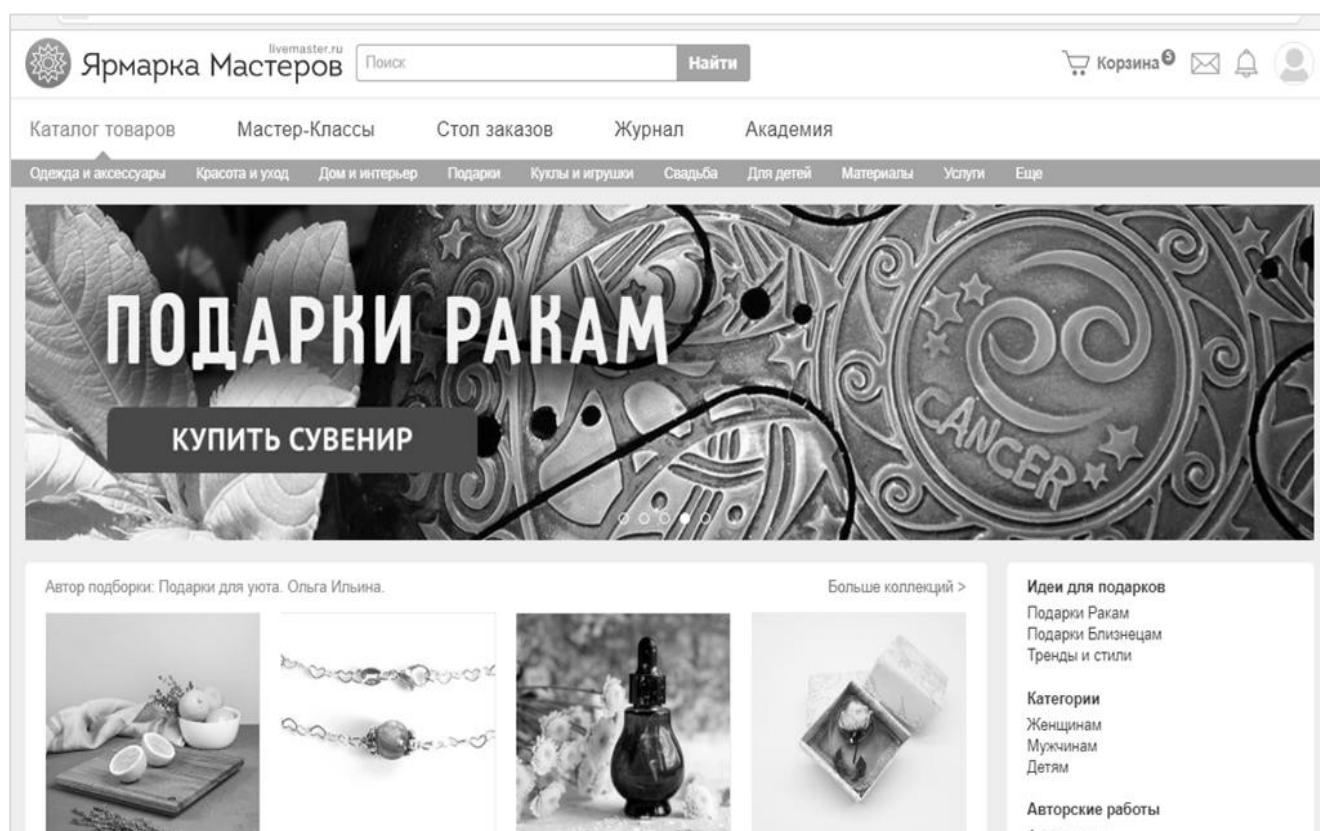 livemaster.ru
Ярмарка Мастеров
Поиск
Найти
Корзина 5
Каталог товаров Мастер-Классы Стол заказов Журнал Академия
Одежда и аксессуары Красота и уход Дом и интерьер Подарки Куклы и игрушки Свадьба Для детей Материалы Услуги Еще
ПОДАРКИ РАКАМ
КУПИТЬ СУВЕНИР
CANCER
Автор подборки: Подарки для уюта. Ольга Ильина.
Больше коллекций >
Идеи для подарков
Подарки Ракам
Подарки Близнецам
Тренды и стили
Категории
Женщинам
Мужчинам
Детям
Авторские работы